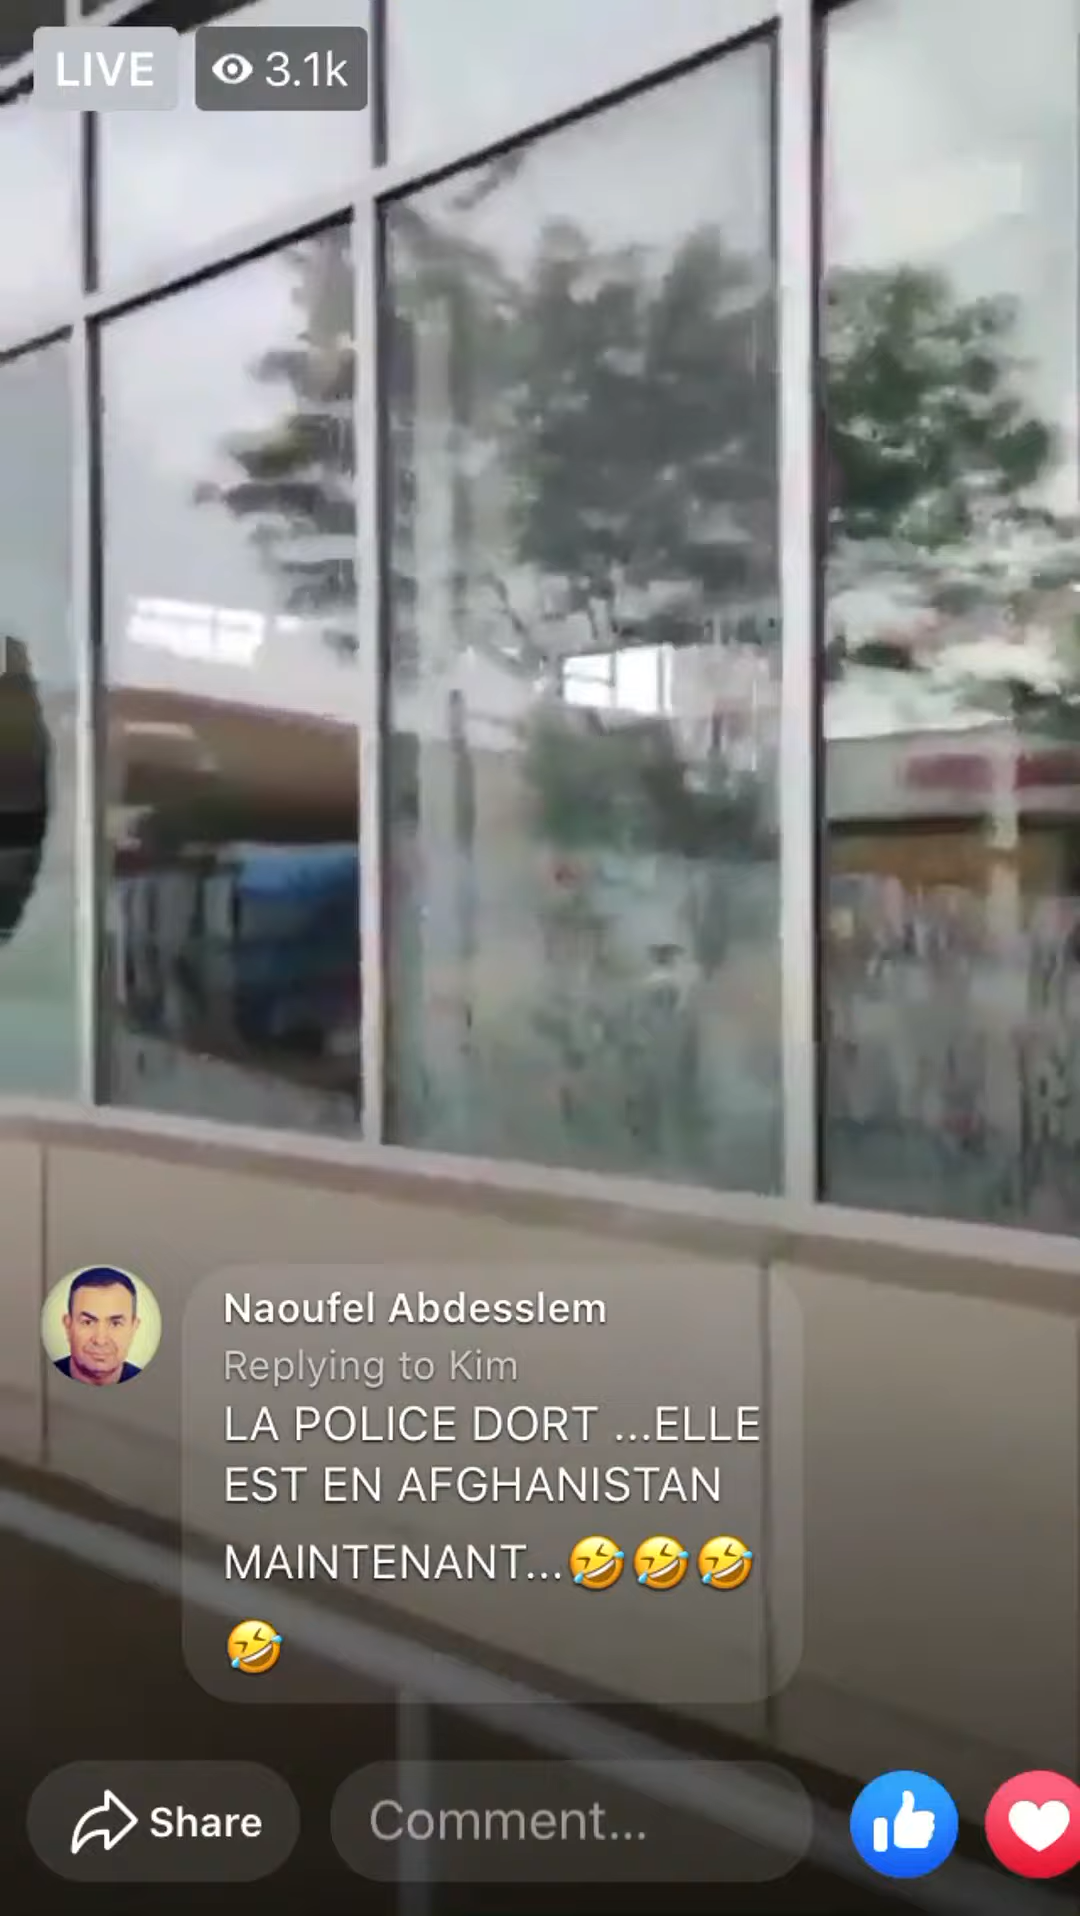 LIVE
3.1k
Naoufel Abdesslem
Replying to Kim
LA POLICE DORT ...ELLE
EST EN AFGHANISTAN
MAINTENANT...🤣🤣🤣
🤣
Share
Comment...